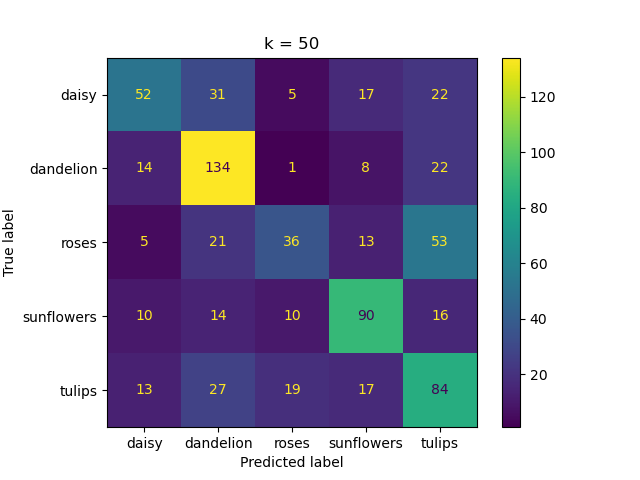 k = 50
daisy 52 31 5 17 22
dandelion 14 134 1 8 22
roses 5 21 36 13 53
sunflowers 10 14 10 90 16
tulips 13 27 19 17 84
daisy dandelion roses sunflowers tulips
Predicted label
True label
120
100
80
60
40
20